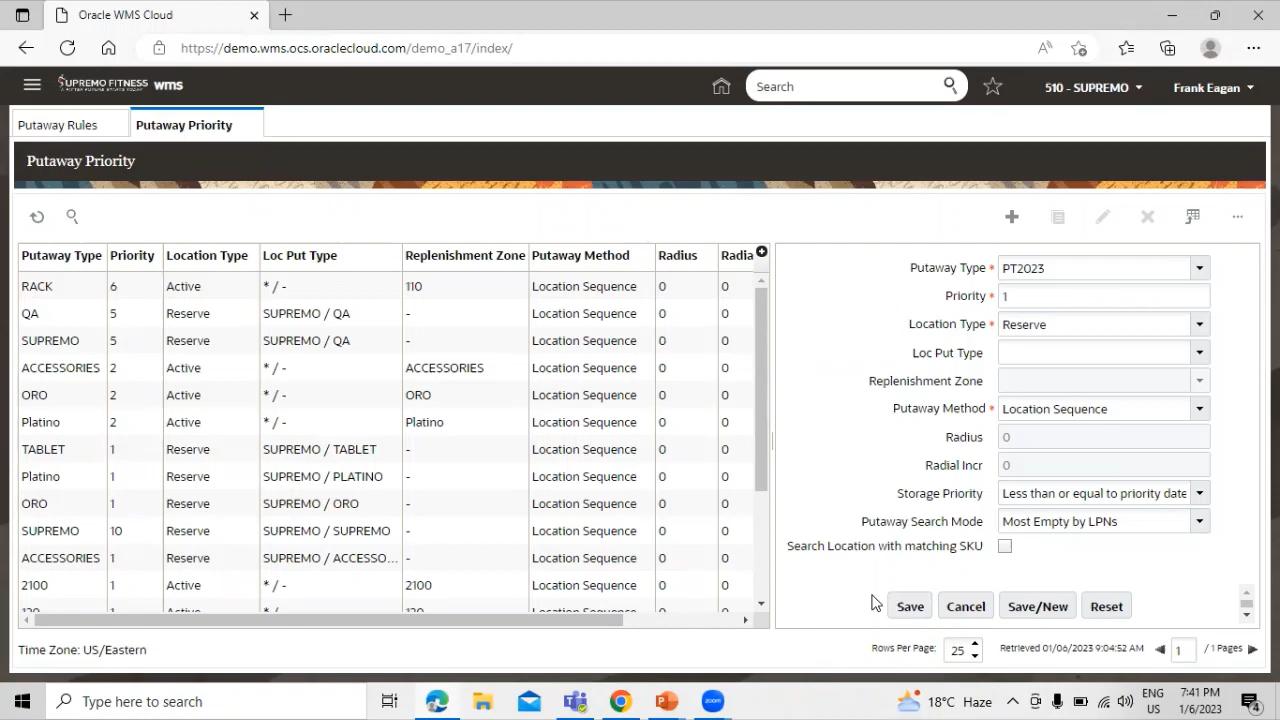 Oracle WMS Cloud
https://demo.wms.ocs.oraclecloud.com/demo_a17/index/
SUPREMO FITNESS wms
Search
510 - SUPREMO
Frank Eagan
Putaway Rules
Putaway Priority
Putaway Priority
Putaway Type Priority Location Type Loc Put Type Replenishment Zone Putaway Method Radius Radia
RACK 6 Active * / - 110 Location Sequence 0 0
QA 5 Reserve SUPREMO / QA - Location Sequence 0 0
SUPREMO 5 Reserve SUPREMO / QA - Location Sequence 0 0
ACCESSORIES 2 Active * / - ACCESSORIES Location Sequence 0 0
ORO 2 Active * / - ORO Location Sequence 0 0
Platino 2 Active * / - Platino Location Sequence 0 0
TABLET 1 Reserve SUPREMO / TABLET - Location Sequence 0 0
Platino 1 Reserve SUPREMO / PLATINO - Location Sequence 0 0
ORO 1 Reserve SUPREMO / ORO - Location Sequence 0 0
SUPREMO 10 Reserve SUPREMO / SUPREMO - Location Sequence 0 0
ACCESSORIES 1 Reserve SUPREMO / ACCESSO... - Location Sequence 0 0
2100 1 Active * / - 2100 Location Sequence 0 0
Putaway Type * PT2023
Priority * 1
Location Type * Reserve
Loc Put Type
Replenishment Zone
Putaway Method * Location Sequence
Radius 0
Radial Incr 0
Storage Priority Less than or equal to priority date
Putaway Search Mode Most Empty by LPNs
Search Location with matching SKU
Save Cancel Save/New Reset
Time Zone: US/Eastern
Rows Per Page: 25 Retrieved 01/06/2023 9:04:52 AM 1 / 1 Pages
Type here to search
zoom
18°C Haze
ENG
US
7:41 PM
1/6/2023
4